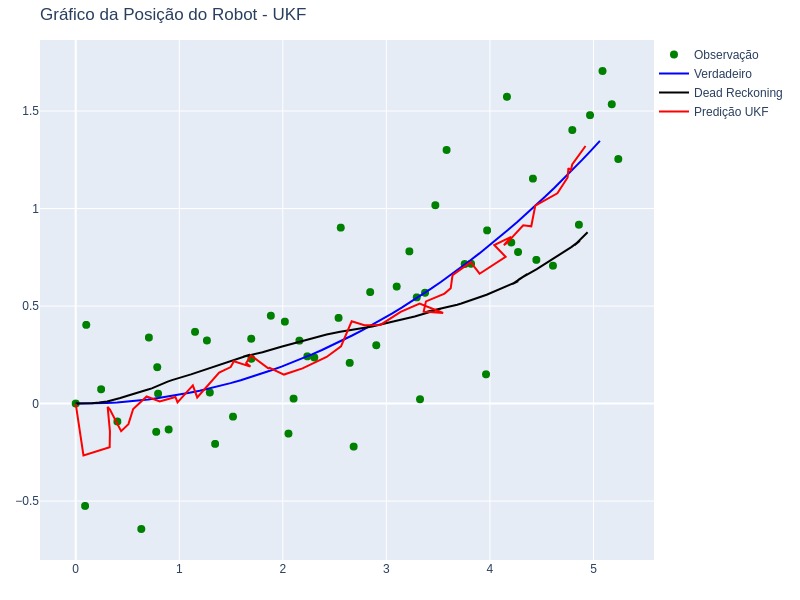 Gráfico da Posição do Robot - UKF
Observação
Verdadeiro
Dead Reckoning
Predição UKF
1.5
1
0.5
0
−0.5
0 1 2 3 4 5